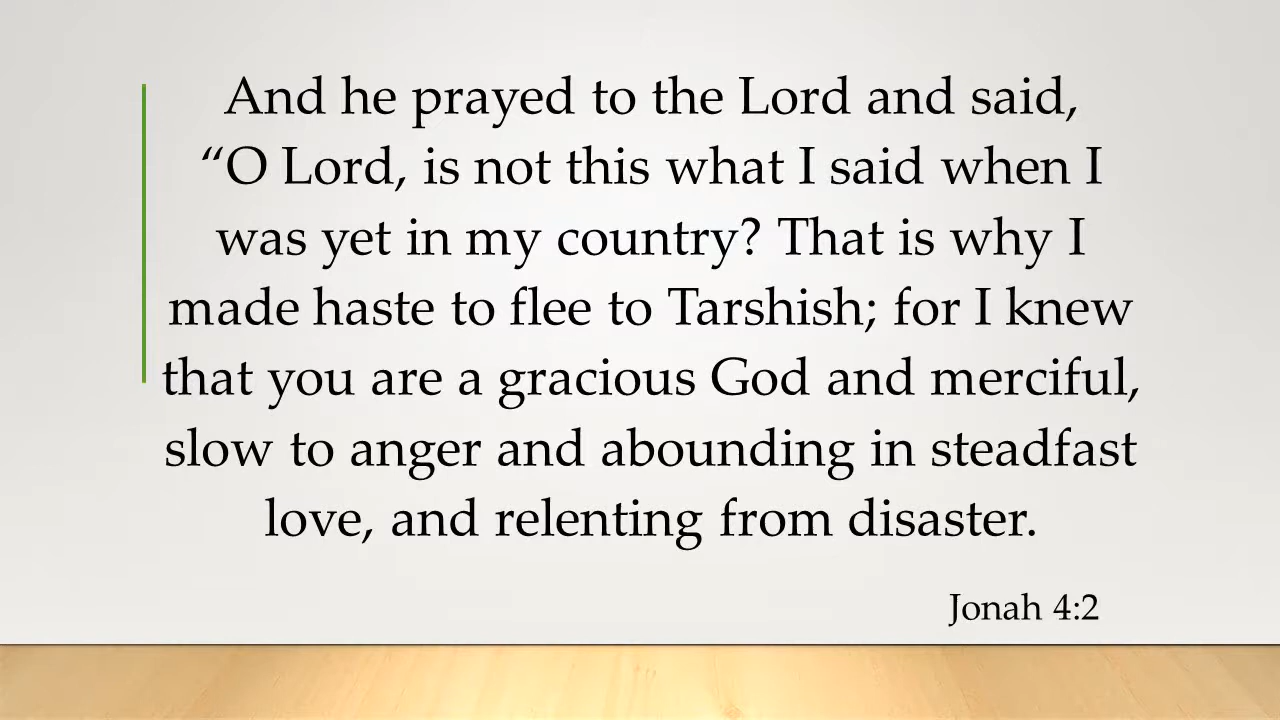 And he prayed to the Lord and said,
“O Lord, is not this what I said when I
was yet in my country? That is why I
made haste to flee to Tarshish; for I knew
that you are a gracious God and merciful,
slow to anger and abounding in steadfast
love, and relenting from disaster.
Jonah 4:2